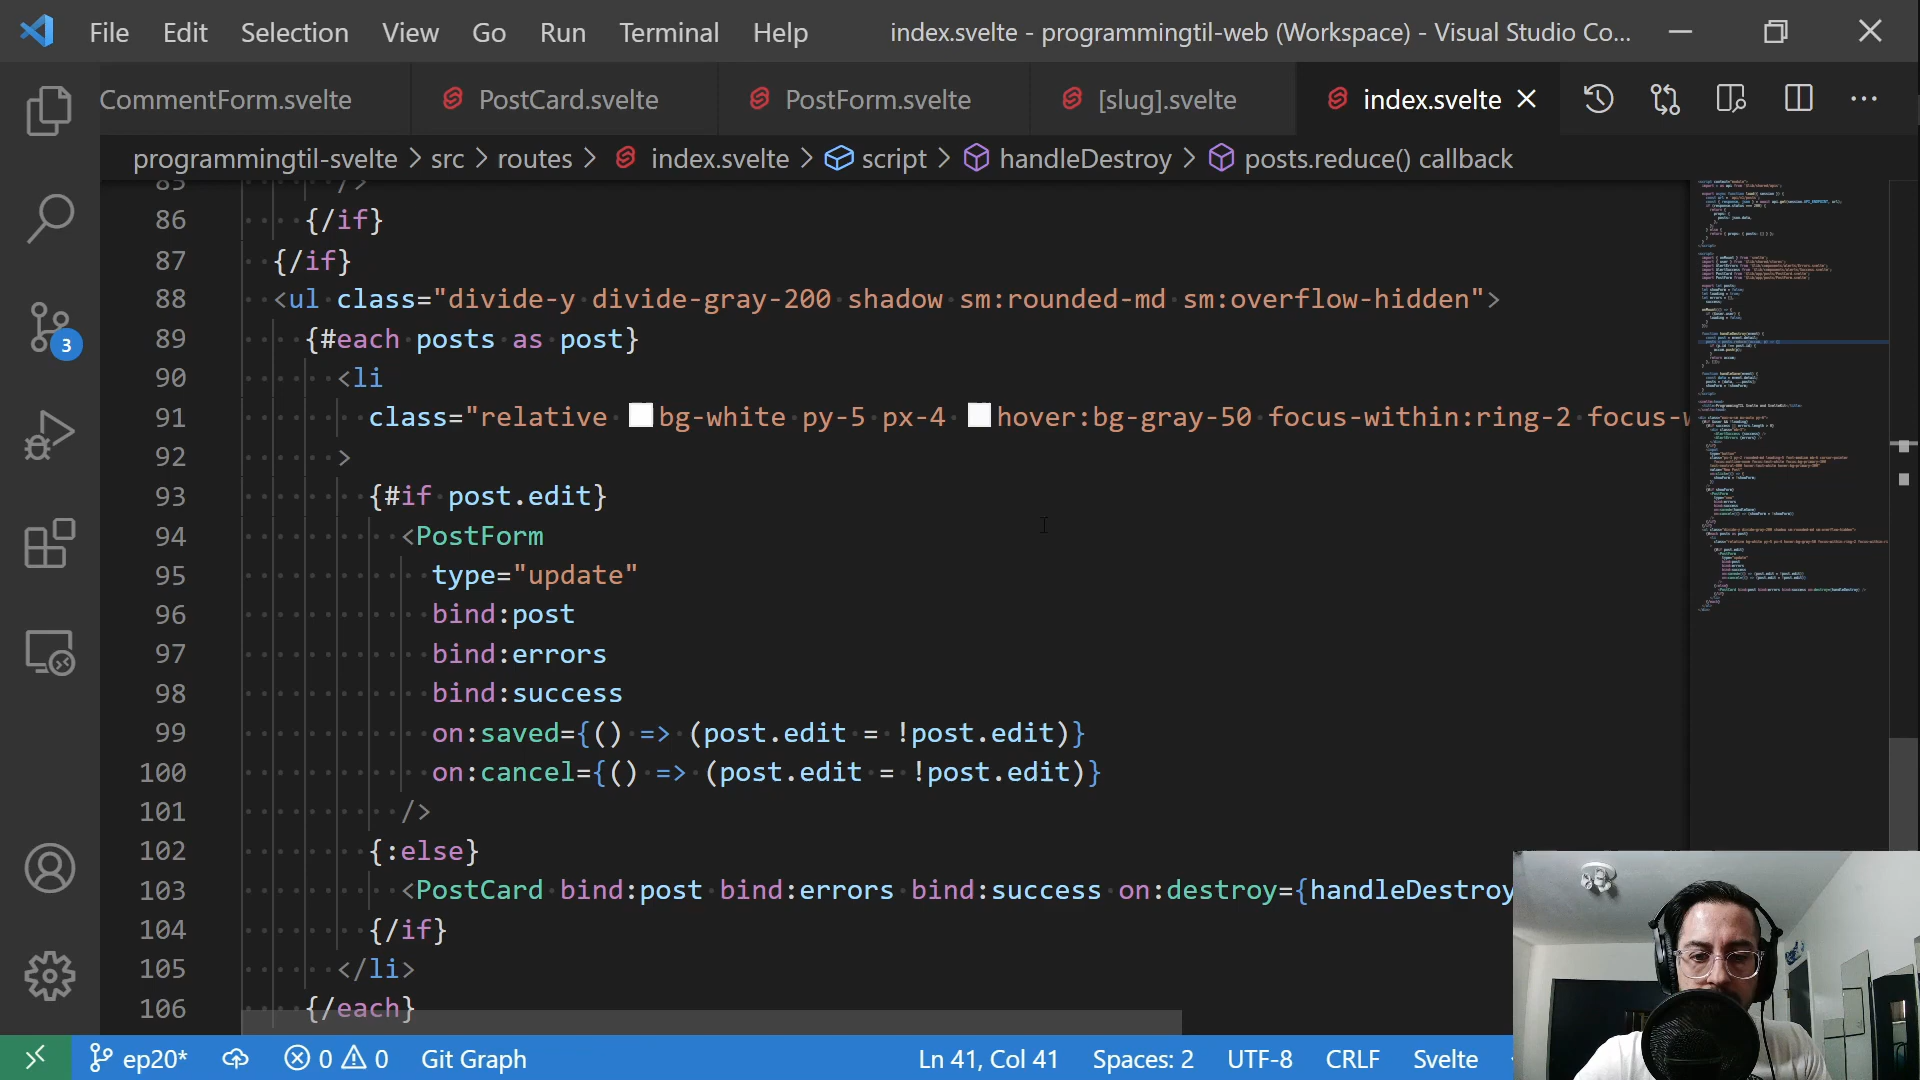 File Edit Selection View Go Run Terminal Help index.svelte - programmingtil-web (Workspace) - Visual Studio Co...
CommentForm.svelte PostCard.svelte PostForm.svelte [slug].svelte index.svelte
programmingtil-svelte > src > routes > index.svelte > script > handleDestroy > posts.reduce() callback
85 />
86 {/if}
87 {/if}
88 <ul class="divide-y divide-gray-200 shadow sm:rounded-md sm:overflow-hidden">
89 {#each posts as post}
90 <li
91 class="relative bg-white py-5 px-4 hover:bg-gray-50 focus-within:ring-2 focus-w
92 >
93 {#if post.edit}
94 <PostForm
95 type="update"
96 bind:post
97 bind:errors
98 bind:success
99 on:saved={() => (post.edit = !post.edit)}
100 on:cancel={() => (post.edit = !post.edit)}
101 />
102 {:else}
103 <PostCard bind:post bind:errors bind:success on:destroy={handleDestroy
104 {/if}
105 </li>
106 {/each}
3
ep20* 0 0 Git Graph Ln 41, Col 41 Spaces: 2 UTF-8 CRLF Svelte